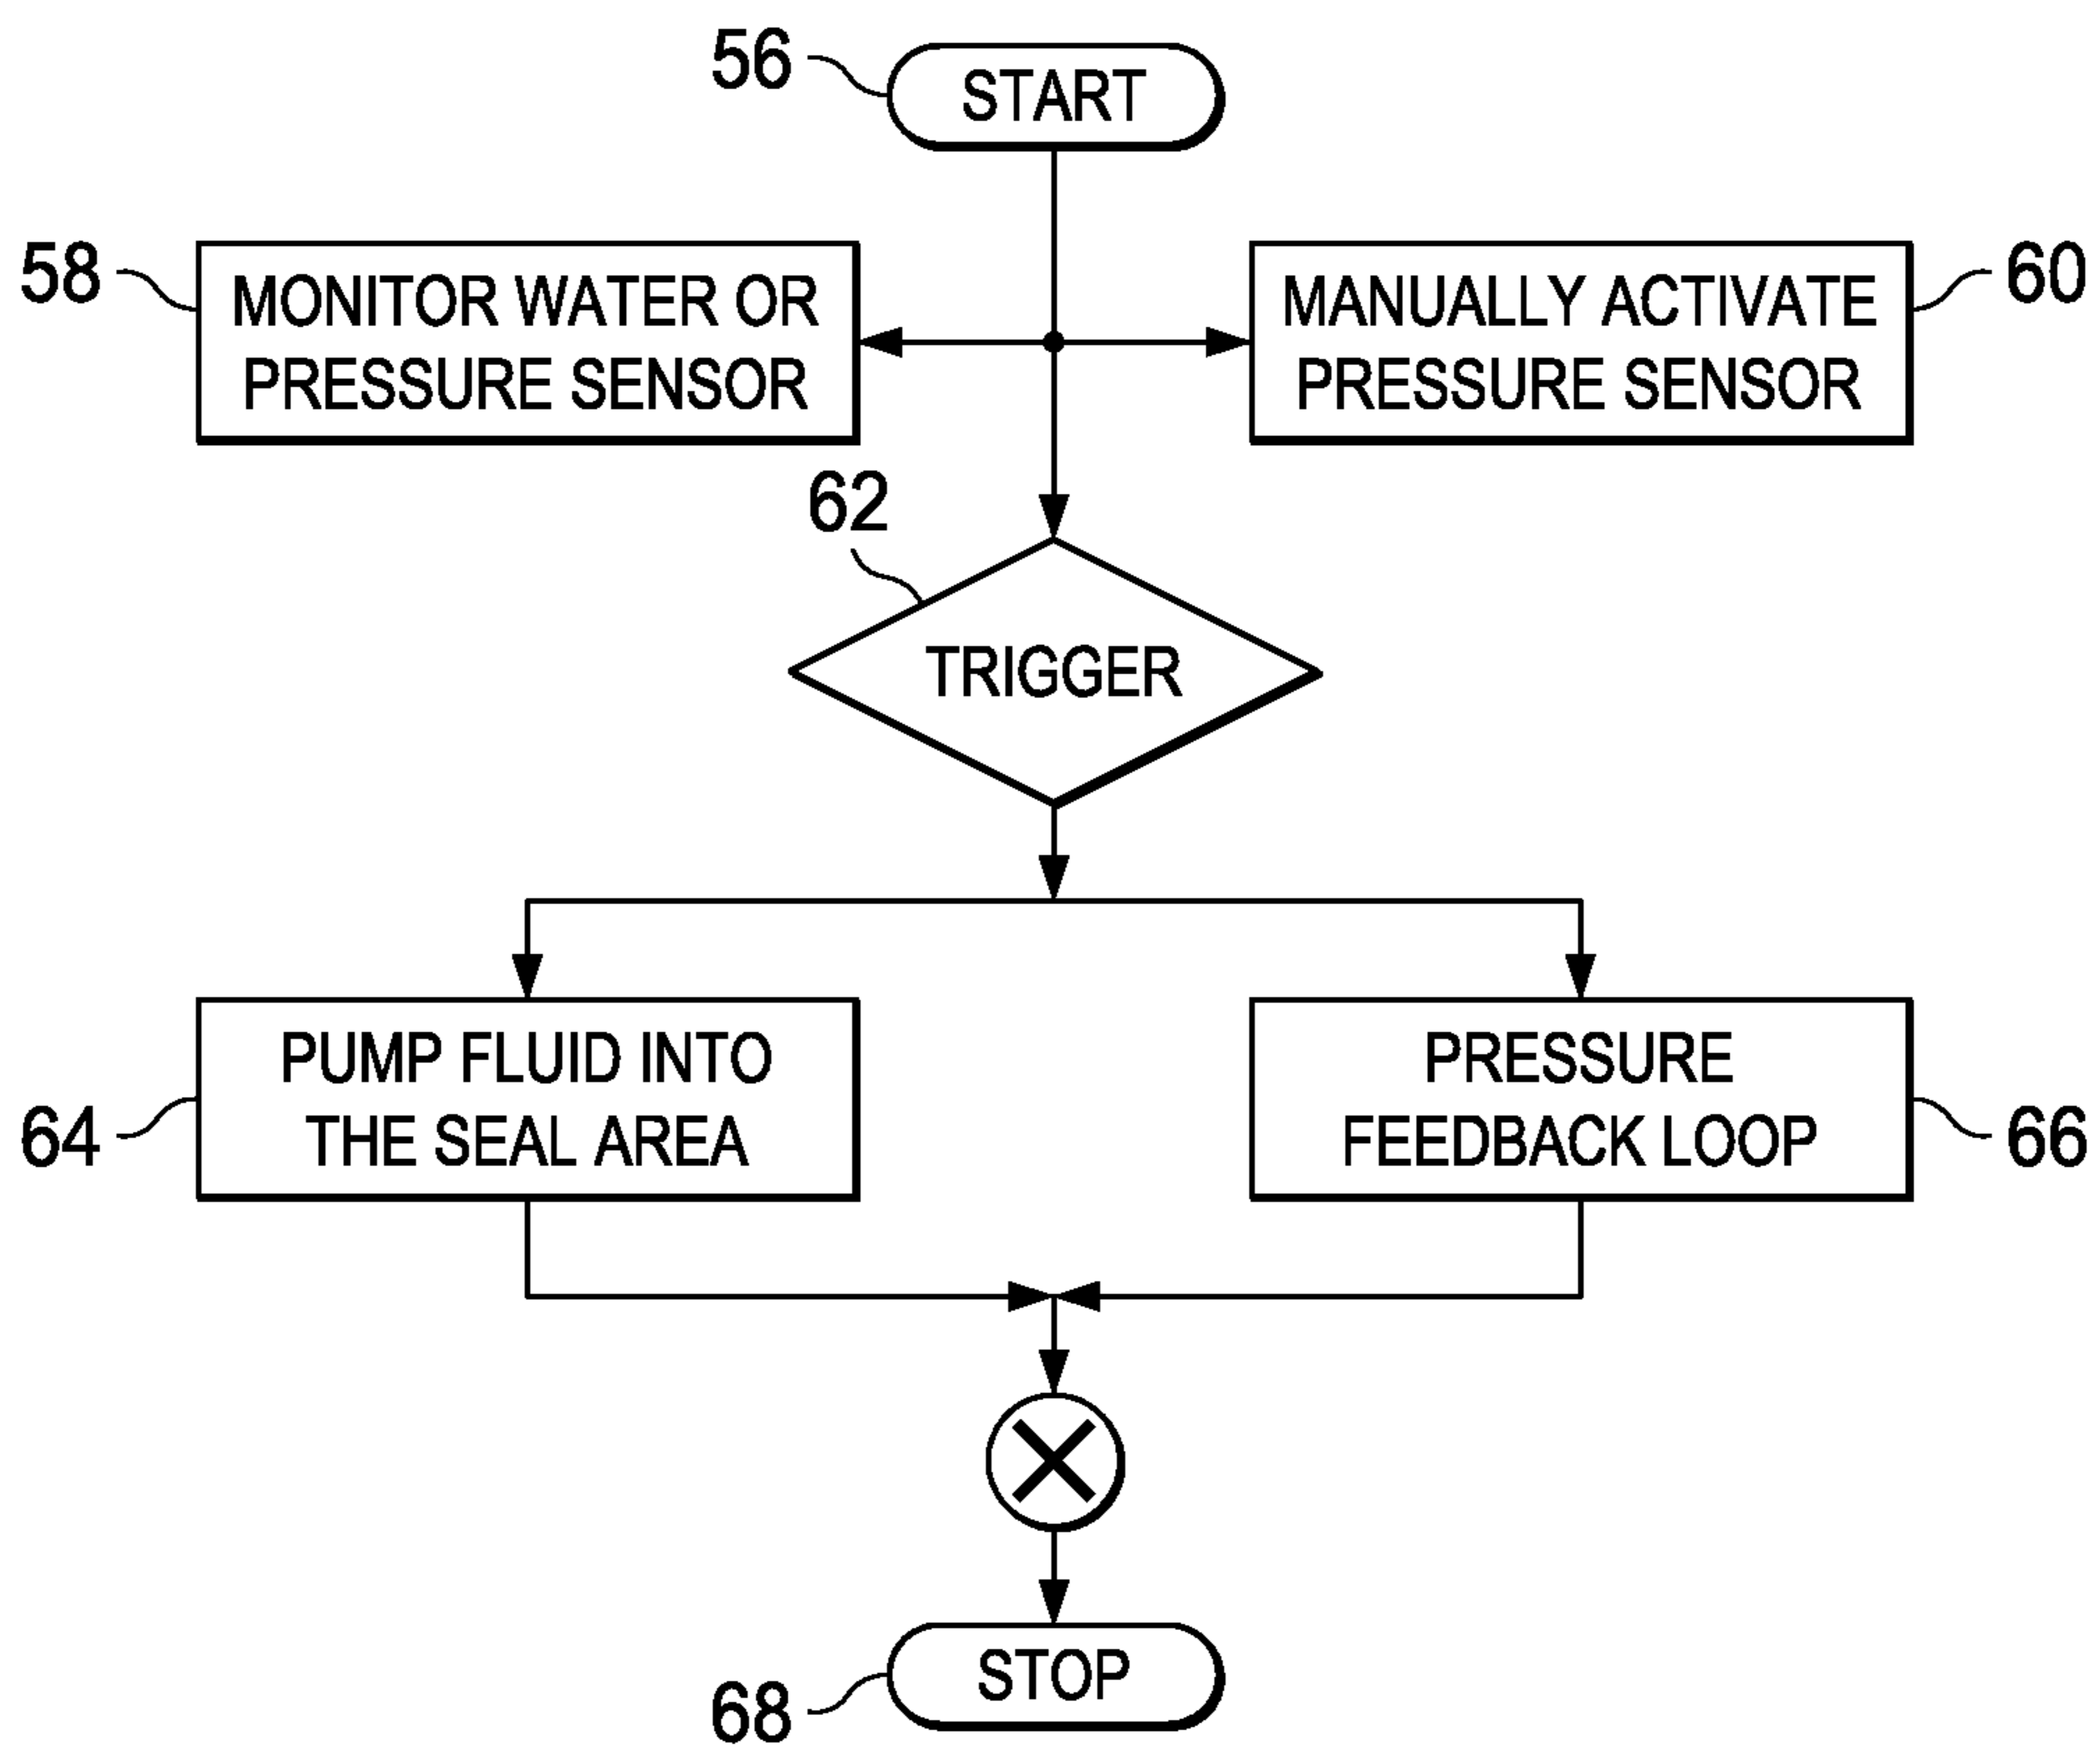 56
START
58
MONITOR WATER OR
PRESSURE SENSOR
MANUALLY ACTIVATE
PRESSURE SENSOR
60
62
TRIGGER
64
PUMP FLUID INTO
THE SEAL AREA
PRESSURE
FEEDBACK LOOP
66
68
STOP